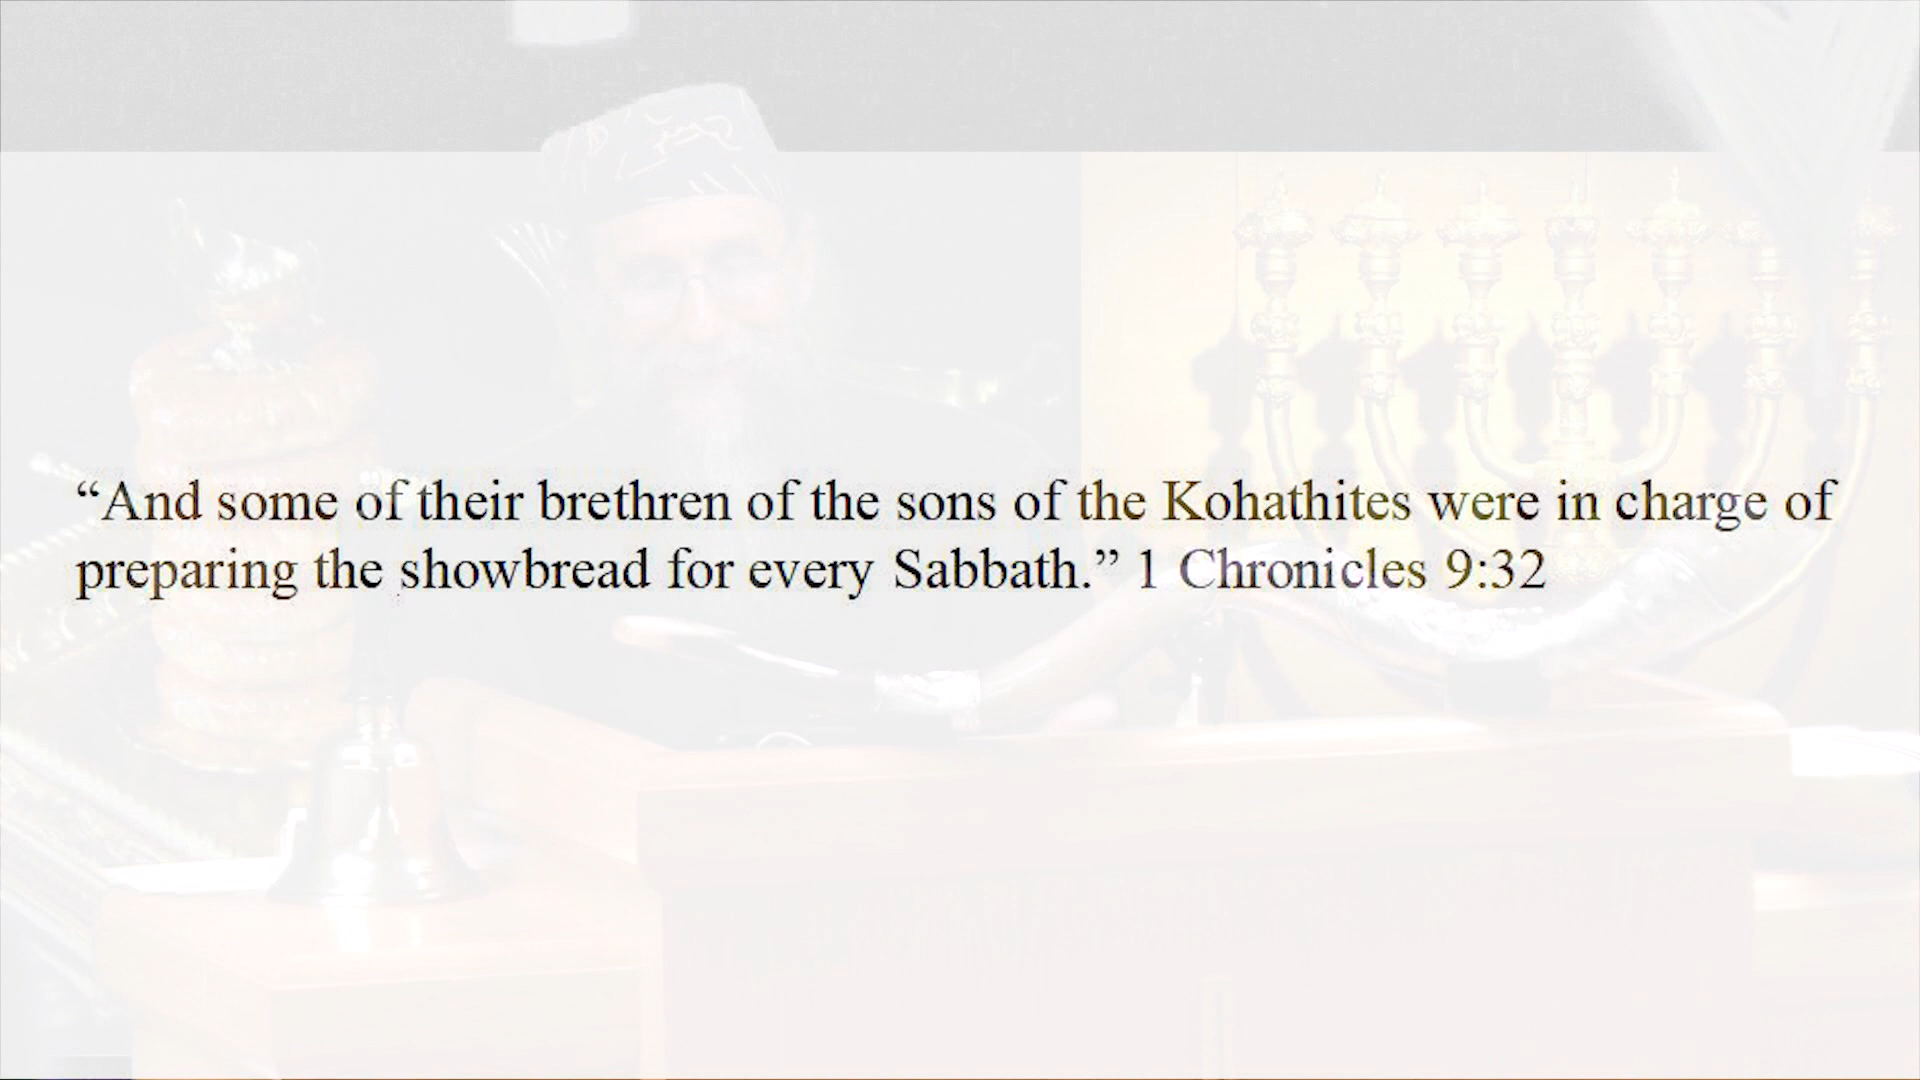 “And some of their brethren of the sons of the Kohathites were in charge of
preparing the showbread for every Sabbath.” 1 Chronicles 9:32